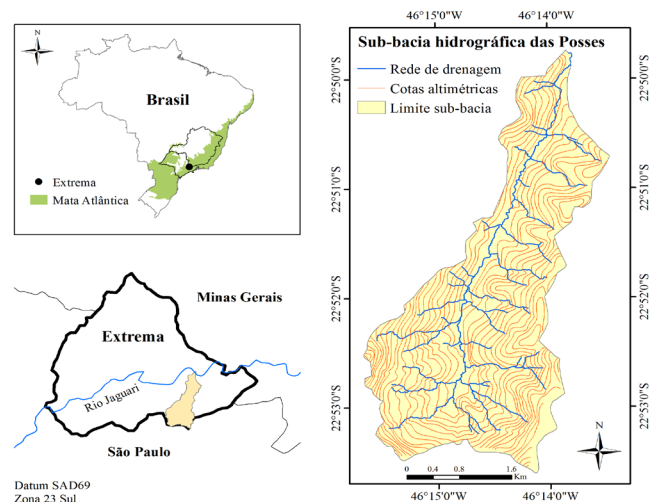 N
Brasil
Extrema
Mata Atlântica
Minas Gerais
Extrema
Rio Jaguari
São Paulo
Datum SAD69
Zona 23 Sul
46°15'0"W 46°14'0"W
Sub-bacia hidrográfica das Posses
Rede de drenagem
Cotas altimétricas
Limite sub-bacia
22°50'0"S 22°50'0"S
22°51'0"S 22°51'0"S
22°52'0"S 22°52'0"S
22°53'0"S 22°53'0"S
N
0 0.4 0.8 1.6
Km
46°15'0"W 46°14'0"W